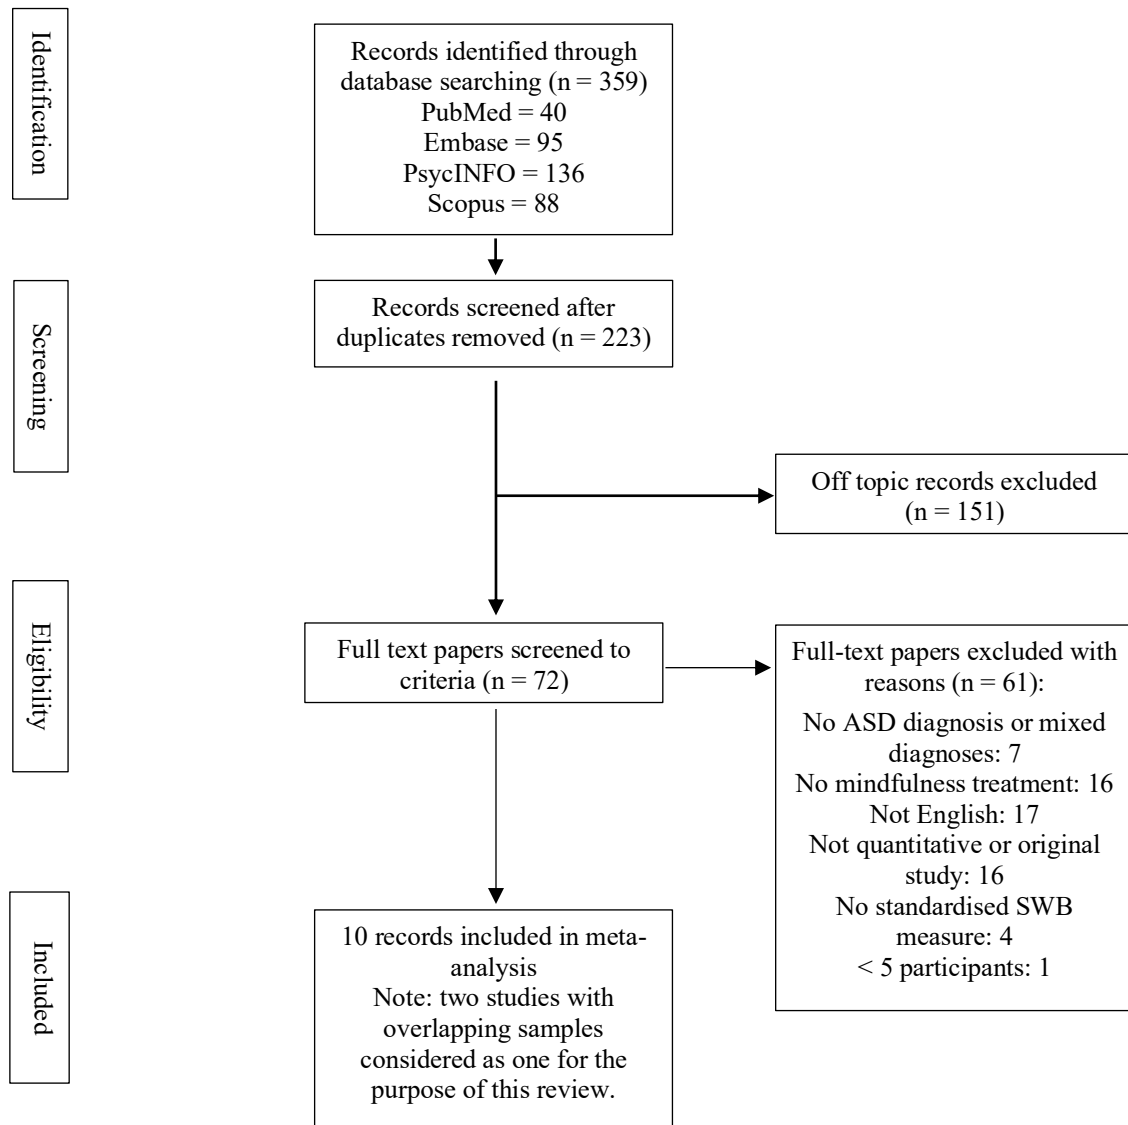 Identification
Records identified through
database searching (n = 359)
PubMed = 40
Embase = 95
PsycINFO = 136
Scopus = 88
Screening
Records screened after
duplicates removed (n = 223)
Off topic records excluded
(n = 151)
Eligibility
Full text papers screened to
criteria (n = 72)
Full-text papers excluded with
reasons (n = 61):
No ASD diagnosis or mixed
diagnoses: 7
No mindfulness treatment: 16
Not English: 17
Not quantitative or original
study: 16
No standardised SWB
measure: 4
< 5 participants: 1
Included
10 records included in meta-
analysis
Note: two studies with
overlapping samples
considered as one for the
purpose of this review.